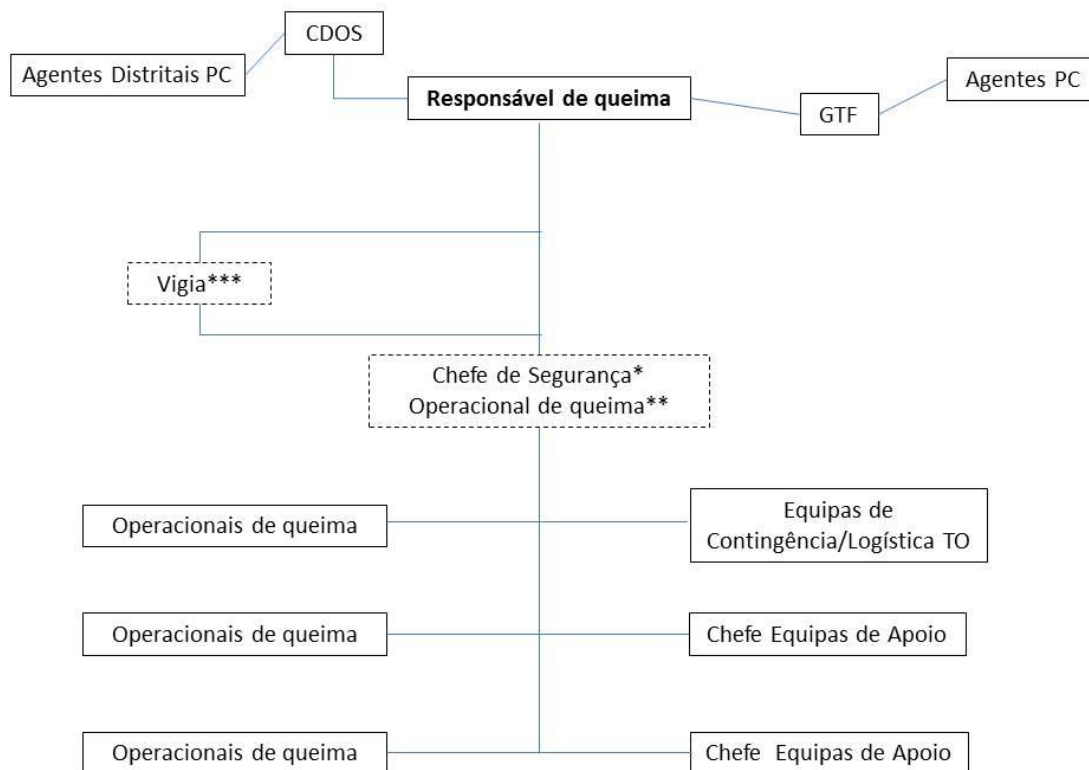 CDOS
Agentes Distritais PC
Responsável de queima
Agentes PC
GTF
Vigia***
Chefe de Segurança*
Operacional de queima**
Operacionais de queima
Equipas de
Contingência/Logística TO
Operacionais de queima
Chefe Equipas de Apoio
Operacionais de queima
Chefe Equipas de Apoio